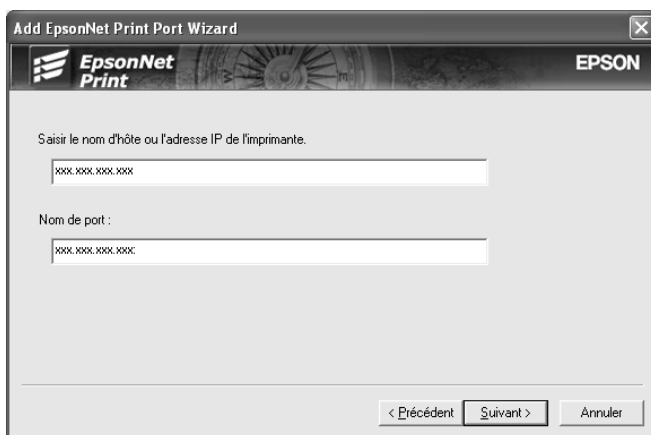 Add EpsonNet Print Port Wizard
EpsonNet
Print
EPSON
Saisir le nom d'hôte ou l'adresse IP de l'imprimante.
xxx.xxx.xxx.xxx
Nom de port :
xxx.xxx.xxx.xxx:
< Précédent
Suivant >
Annuler